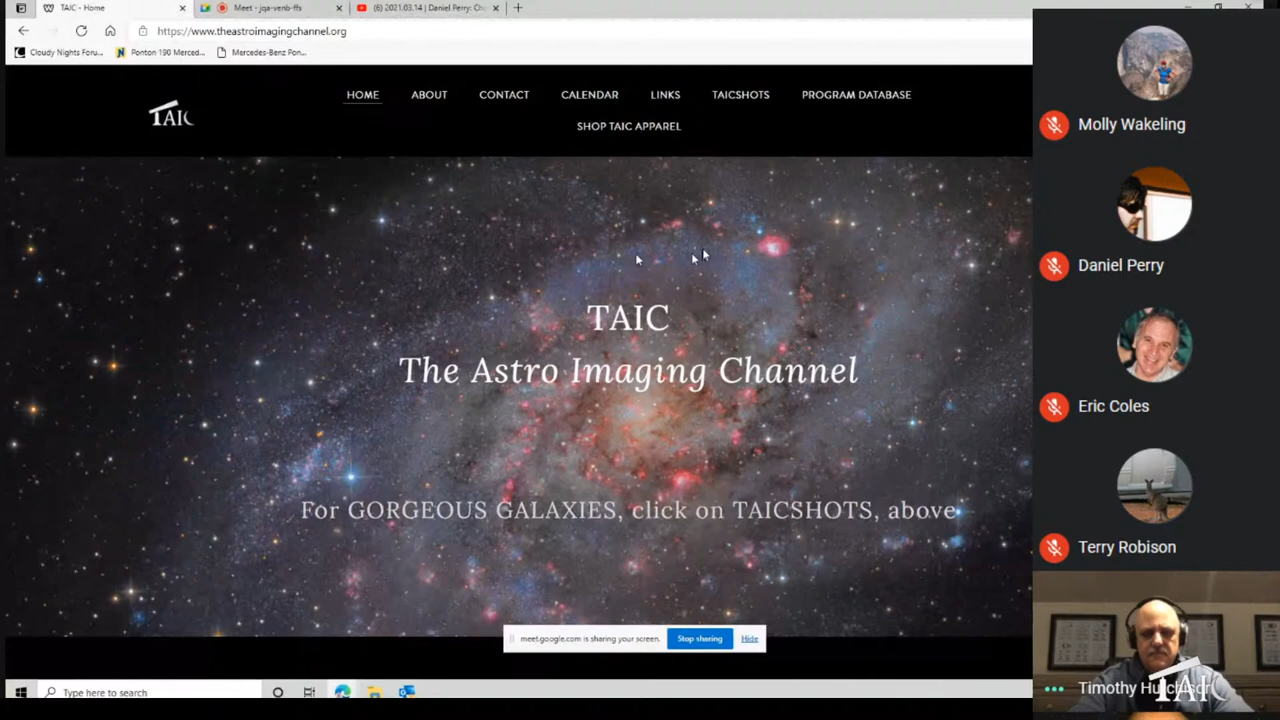 TAIC - Home
Meet - jqa-venb-ffs
(6) 2021.03.14 | Daniel Perry: Ch
https://www.theastroimagingchannel.org
Cloudy Nights Foru...
Ponton 190 Merced...
Mercedes-Benz Pon...
TAIC
HOME
ABOUT
CONTACT
CALENDAR
LINKS
TAICSHOTS
PROGRAM DATABASE
SHOP TAIC APPAREL
TAIC
The Astro Imaging Channel
For GORGEOUS GALAXIES, click on TAICSHOTS, above
meet.google.com is sharing your screen.
Stop sharing
Hide
Type here to search
Molly Wakeling
Daniel Perry
Eric Coles
Terry Robison
Timothy
TAIC